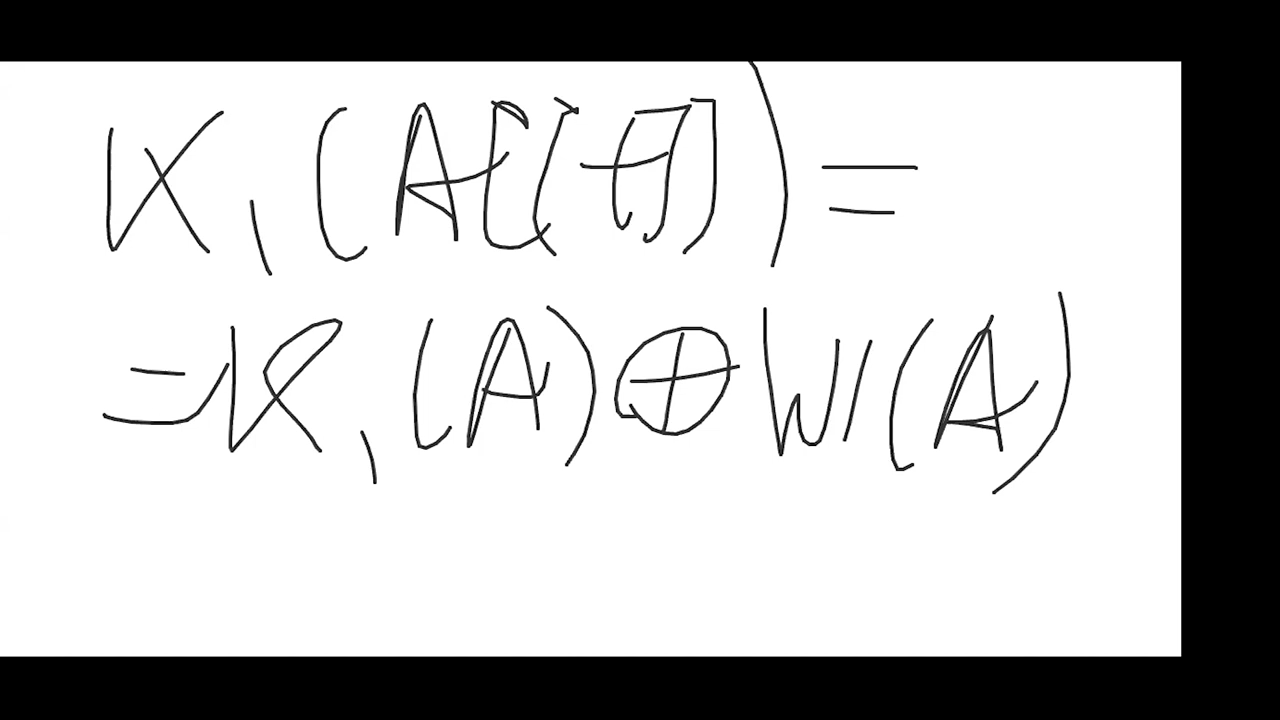 K₁(A[[t]]) =
= K₁(A) ⊕ W(A)